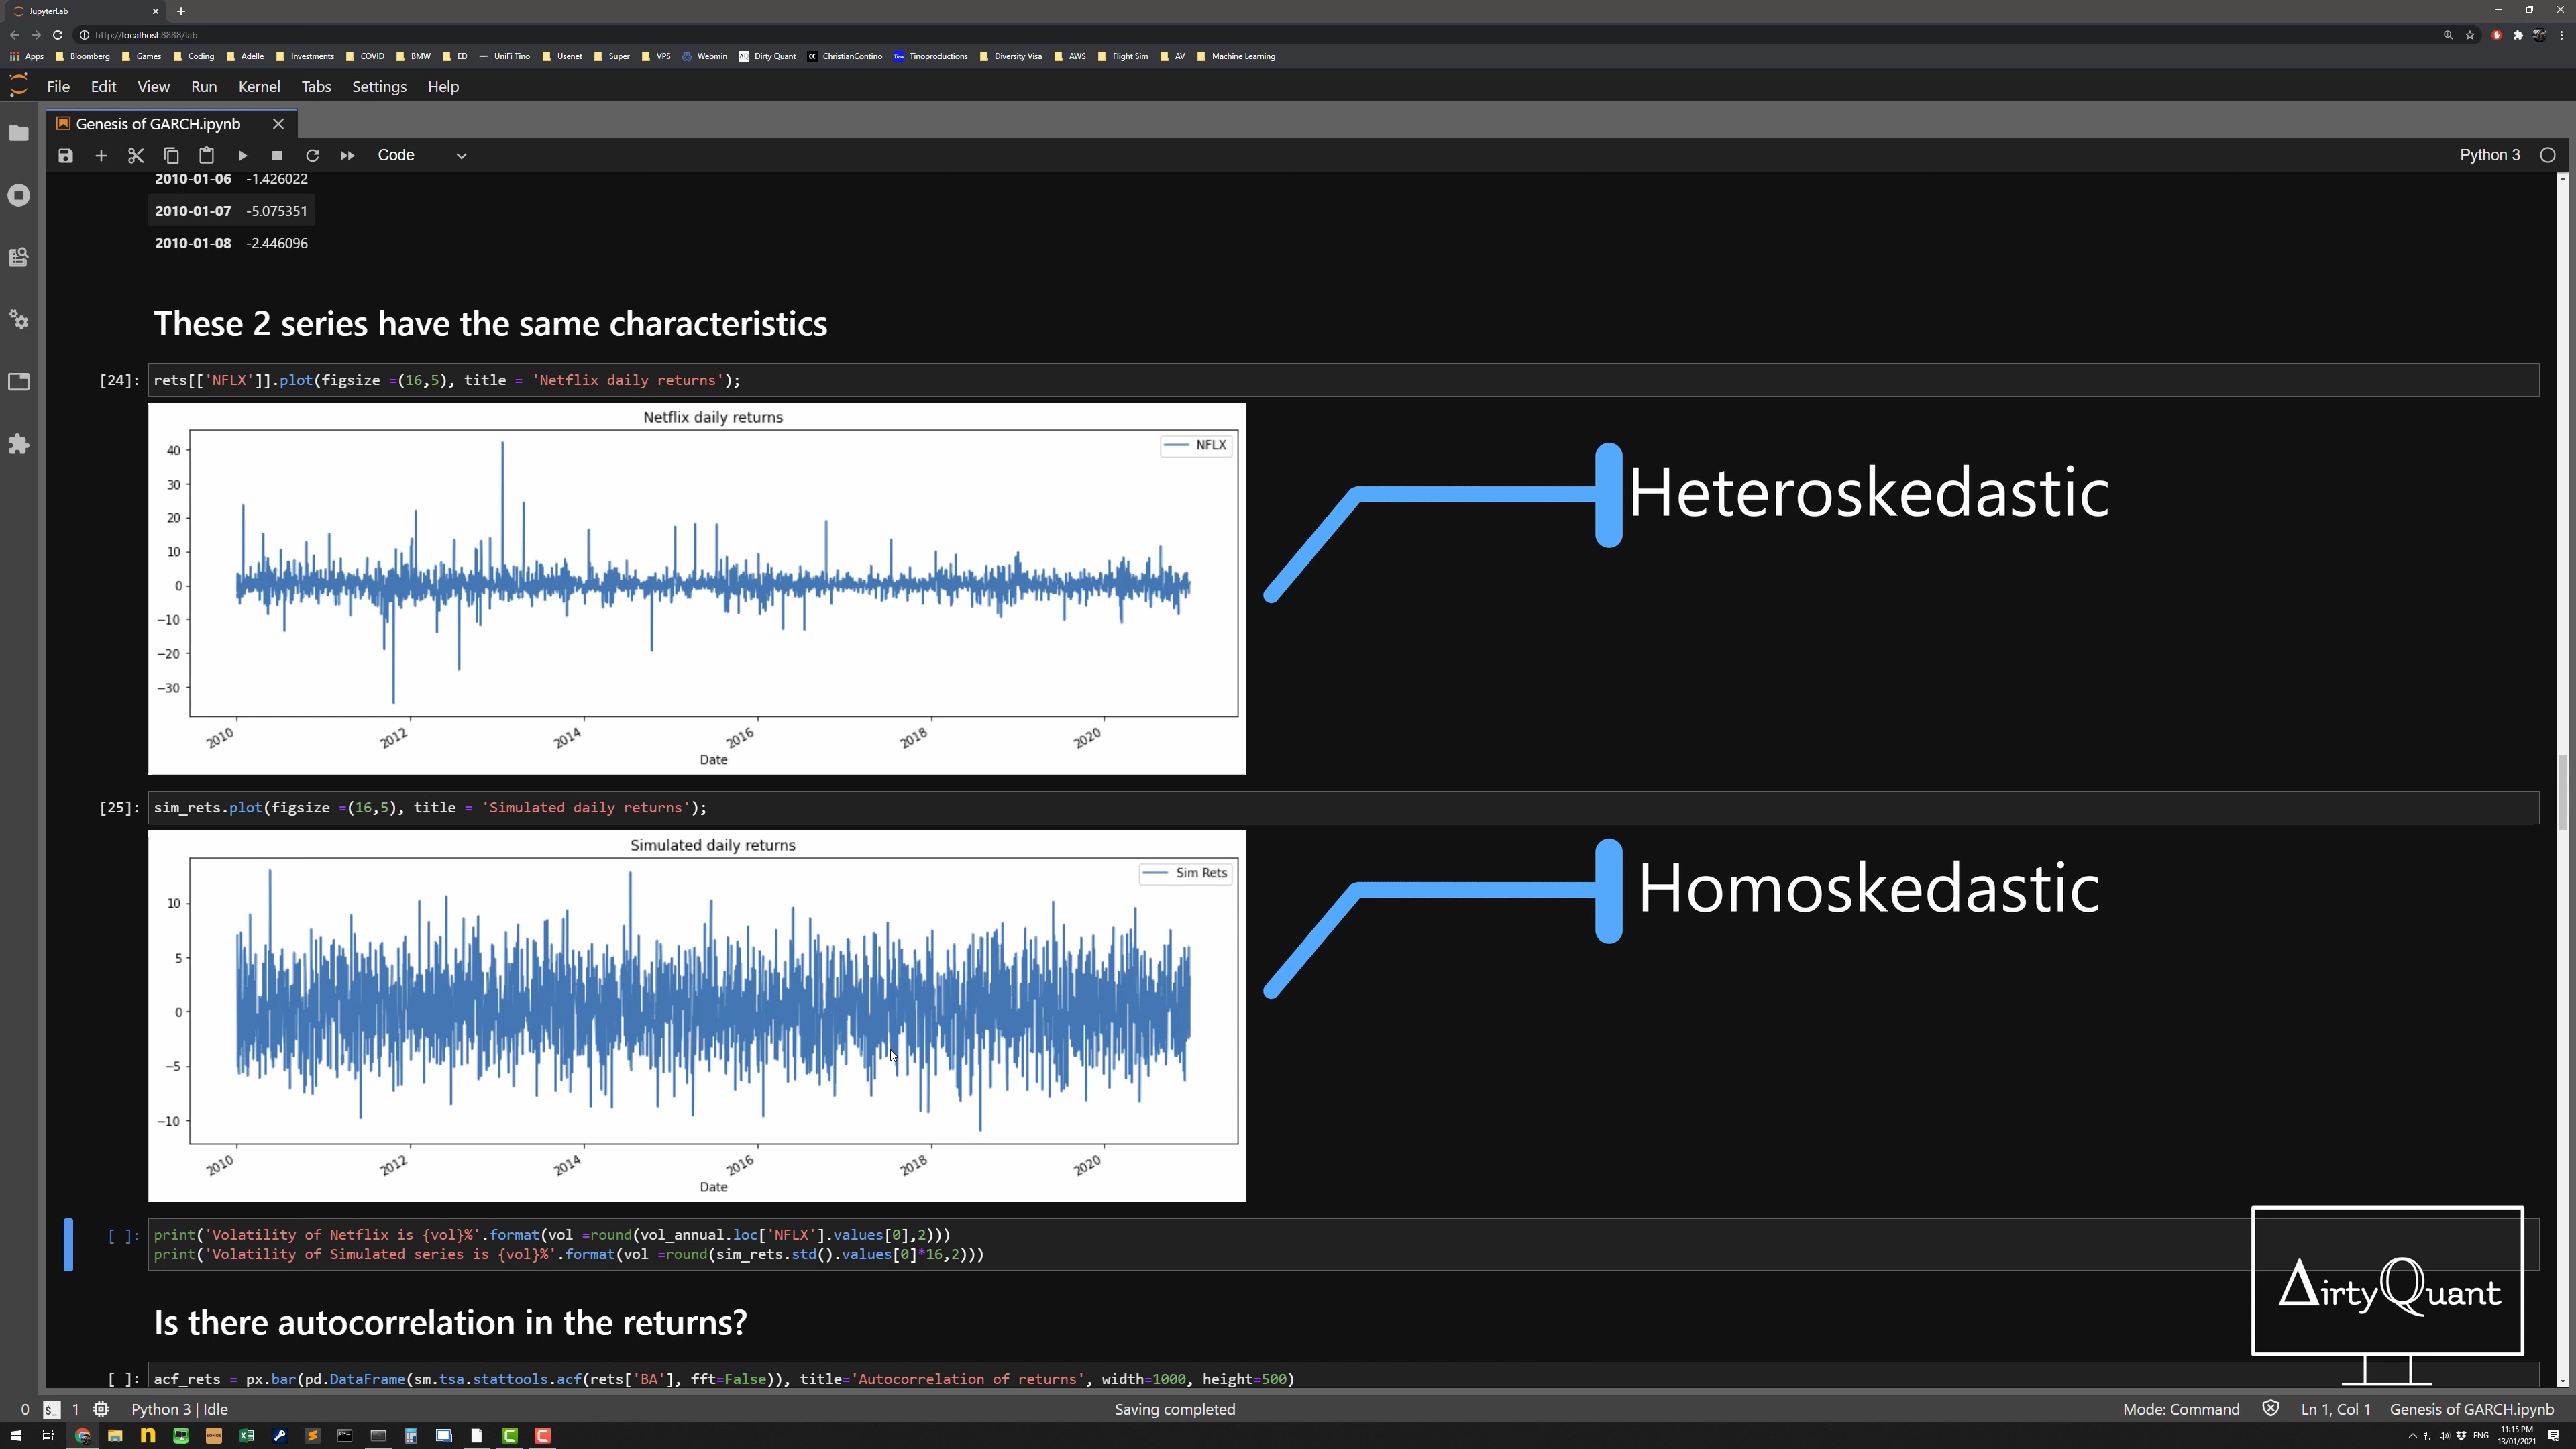 JupyterLab
http://localhost:8888/lab
Apps Bloomberg Games Coding Adelle Investments COVID BMW ED UniFi Tino Usenet Super VPS Webmin Dirty Quant ChristianContino Tinoproductions Diversity Visa AWS Flight Sim AV Machine Learning
File Edit View Run Kernel Tabs Settings Help
Genesis of GARCH.ipynb
Code
Python 3
2010-01-06 -1.426022
2010-01-07 -5.075351
2010-01-08 -2.446096
These 2 series have the same characteristics
[24]: rets[['NFLX']].plot(figsize =(16,5), title = 'Netflix daily returns');
Netflix daily returns
NFLX
40
30
20
10
0
−10
−20
−30
2010 2012 2014 2016 2018 2020
Date
Heteroskedastic
[25]: sim_rets.plot(figsize =(16,5), title = 'Simulated daily returns');
Simulated daily returns
Sim Rets
10
5
0
−5
−10
2010 2012 2014 2016 2018 2020
Date
Homoskedastic
[ ]: print('Volatility of Netflix is {vol}%'.format(vol =round(vol_annual.loc['NFLX'].values[0],2)))
print('Volatility of Simulated series is {vol}%'.format(vol =round(sim_rets.std().values[0]*16,2)))
ΔirtyQuant
Is there autocorrelation in the returns?
[ ]: acf_rets = px.bar(pd.DataFrame(sm.tsa.stattools.acf(rets['BA'], fft=False)), title='Autocorrelation of returns', width=1000, height=500)
0 $_ 1 Python 3 | Idle Saving completed Mode: Command Ln 1, Col 1 Genesis of GARCH.ipynb
ENG 11:15 PM
13/01/2021